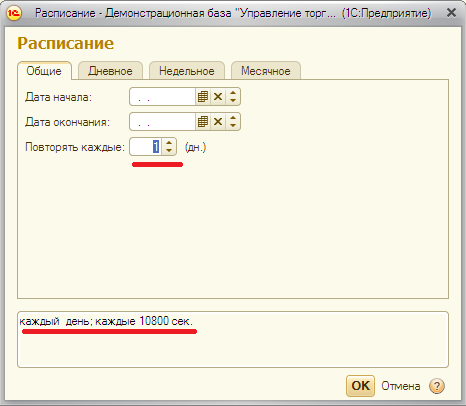 1С Расписание - Демонстрационная база "Управление торг... (1С:Предприятие)
Расписание
Общие Дневное Недельное Месячное
Дата начала: . .
Дата окончания: . .
Повторять каждые: 1 (дн.)
каждый день; каждые 10800 сек.
OK Отмена ?